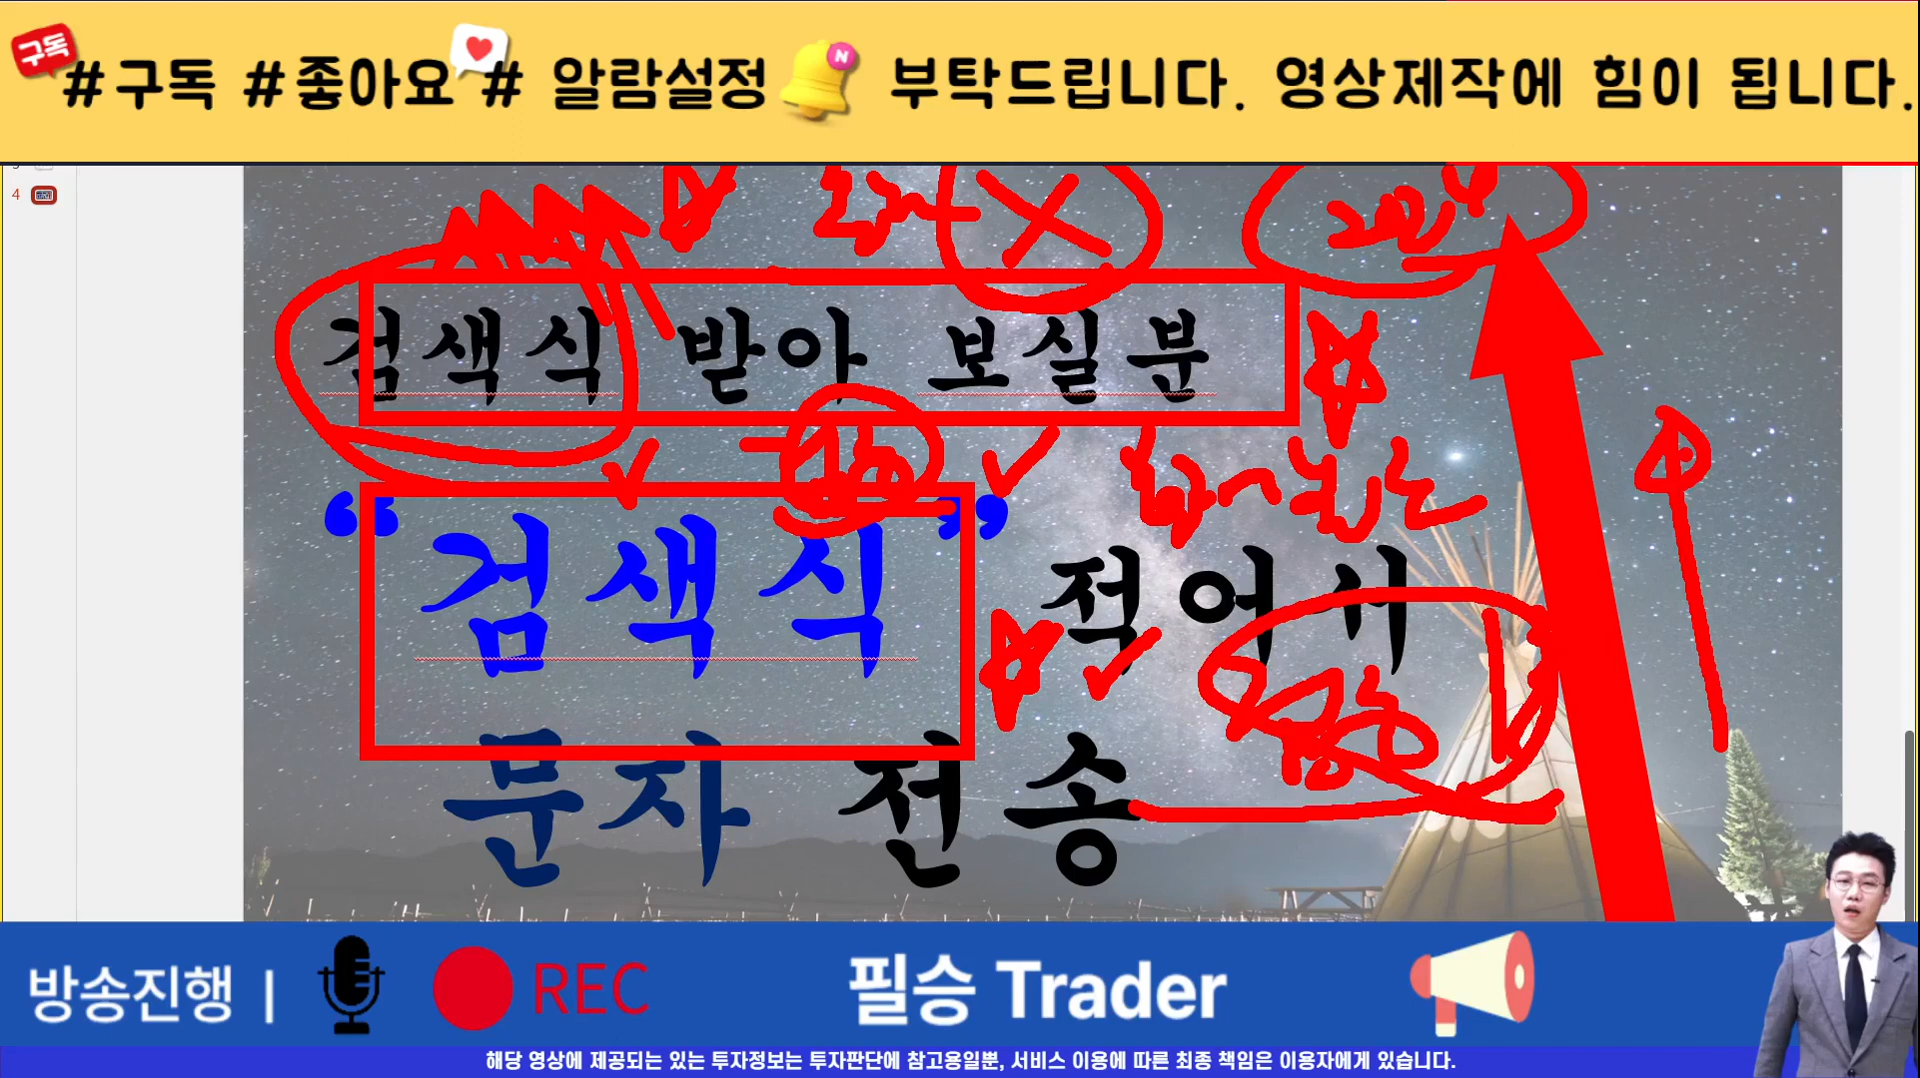 구독
#구독 #좋아요 # 알람설정 N 부탁드립니다. 영상제작에 힘이 됩니다.
4
검색식 받아 보실분
“검색식” 적어서
문자 전송
방송진행 | REC 필승 Trader
해당 영상에 제공되는 있는 투자정보는 투자판단에 참고용일뿐, 서비스 이용에 따른 최종 책임은 이용자에게 있습니다.